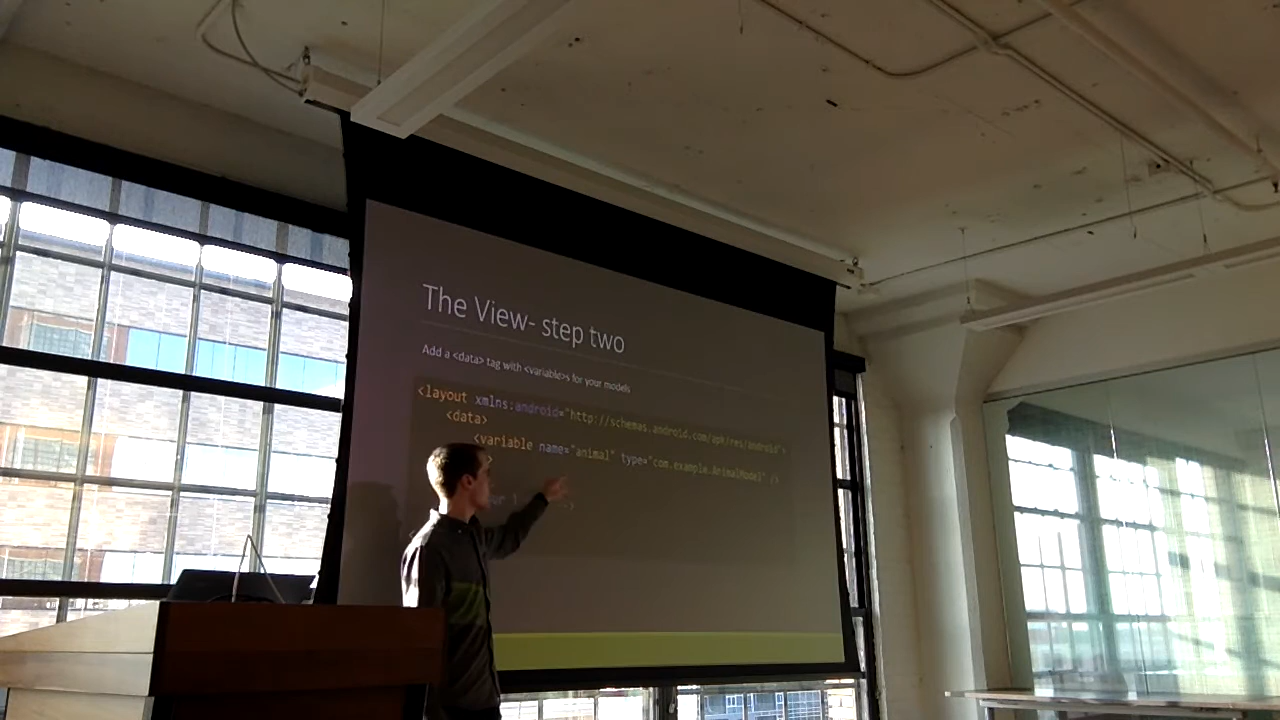 The View- step two
Add a <data> tag with <variable>s for your models
<layout xmlns:android="http://schemas.android.com/apk/res/android">
<data>
<variable name="animal" type="com.example.AnimalModel" />